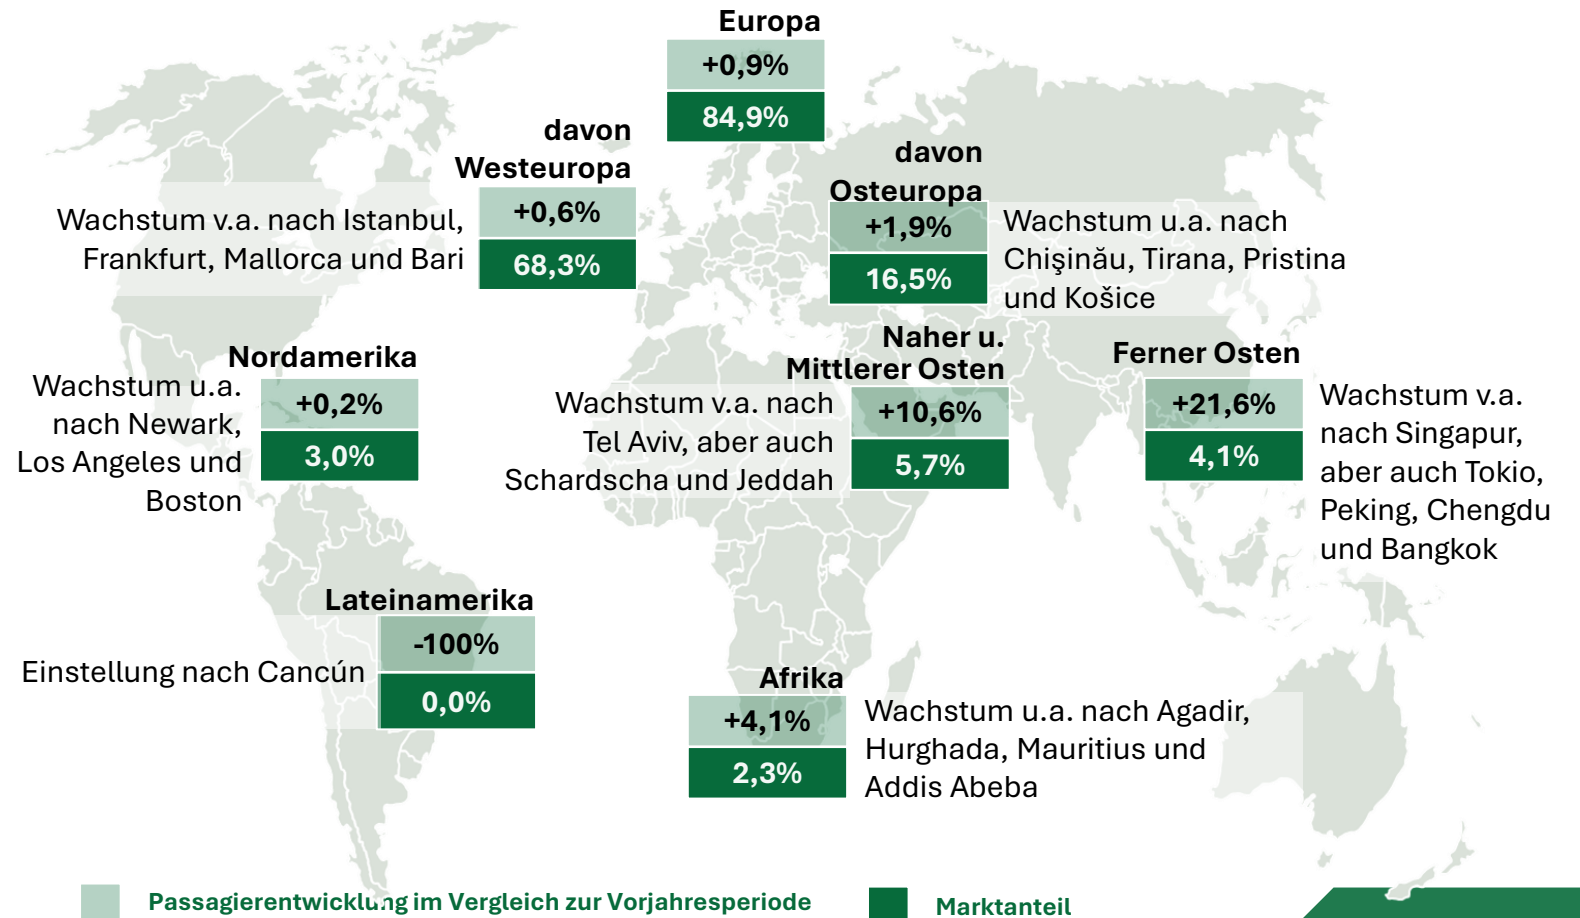 Europa
+0,9%
84,9%
davon
Westeuropa
+0,6%
68,3%
Wachstum v.a. nach Istanbul,
Frankfurt, Mallorca und Bari
davon
Osteuropa
+1,9%
16,5%
Wachstum u.a. nach
Chişinău, Tirana, Pristina
und Košice
Nordamerika
+0,2%
3,0%
Wachstum u.a.
nach Newark,
Los Angeles und
Boston
Naher u.
Mittlerer Osten
+10,6%
5,7%
Wachstum v.a. nach
Tel Aviv, aber auch
Schardscha und Jeddah
Ferner Osten
+21,6%
4,1%
Wachstum v.a.
nach Singapur,
aber auch Tokio,
Peking, Chengdu
und Bangkok
Lateinamerika
-100%
0,0%
Einstellung nach Cancún
Afrika
+4,1%
2,3%
Wachstum u.a. nach Agadir,
Hurghada, Mauritius und
Addis Abeba
Passagierentwicklung im Vergleich zur Vorjahresperiode
Marktanteil